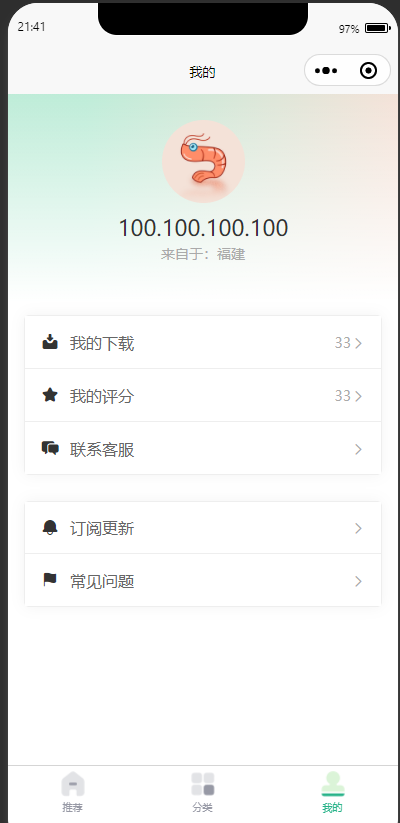 21:41
97%
我的
100.100.100.100
来自于：福建
我的下载 33
我的评分 33
联系客服
订阅更新
常见问题
推荐 分类 我的